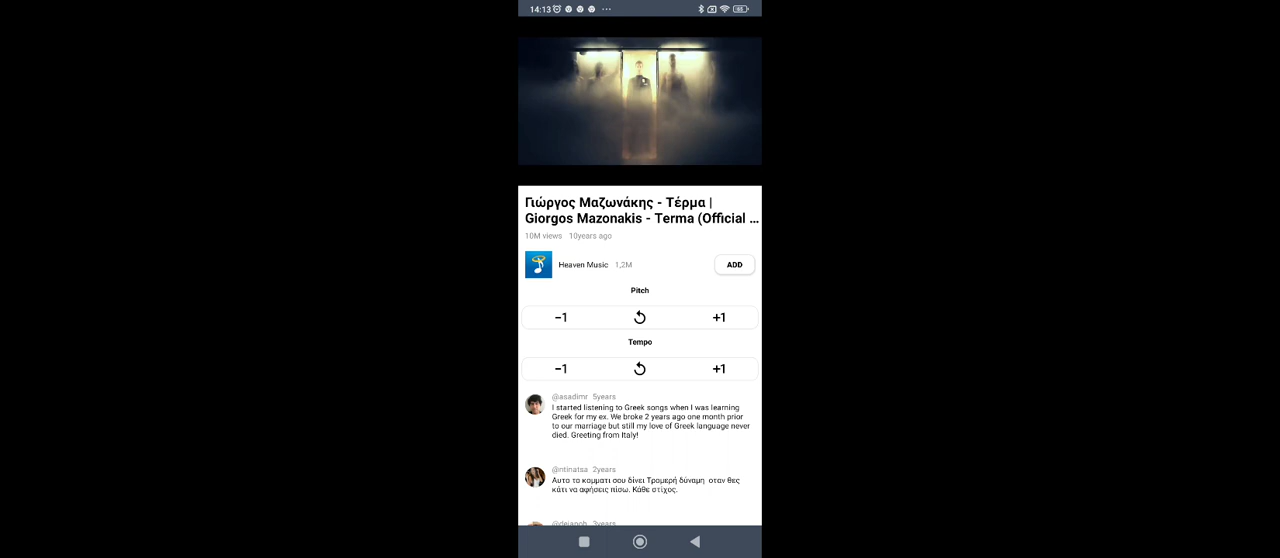 14:13
68
Γιώργος Μαζωνάκης - Τέρμα |
Giorgos Mazonakis - Terma (Official ...
10M views 10years ago
Heaven Music 1,2M
ADD
Pitch
−1 +1
Tempo
−1 +1
@asadimr 5years
I started listening to Greek songs when I was learning
Greek for my ex. We broke 2 years ago one month prior
to our marriage but still my love of Greek language never
died. Greeting from Italy!
@ntinatsa 2years
Αυτο το κομματι σου δίνει Τρομερή δύναμη οταν θες
κάτι να αφήσεις πίσω. Κάθε στίχος.
@dejanoh 3years